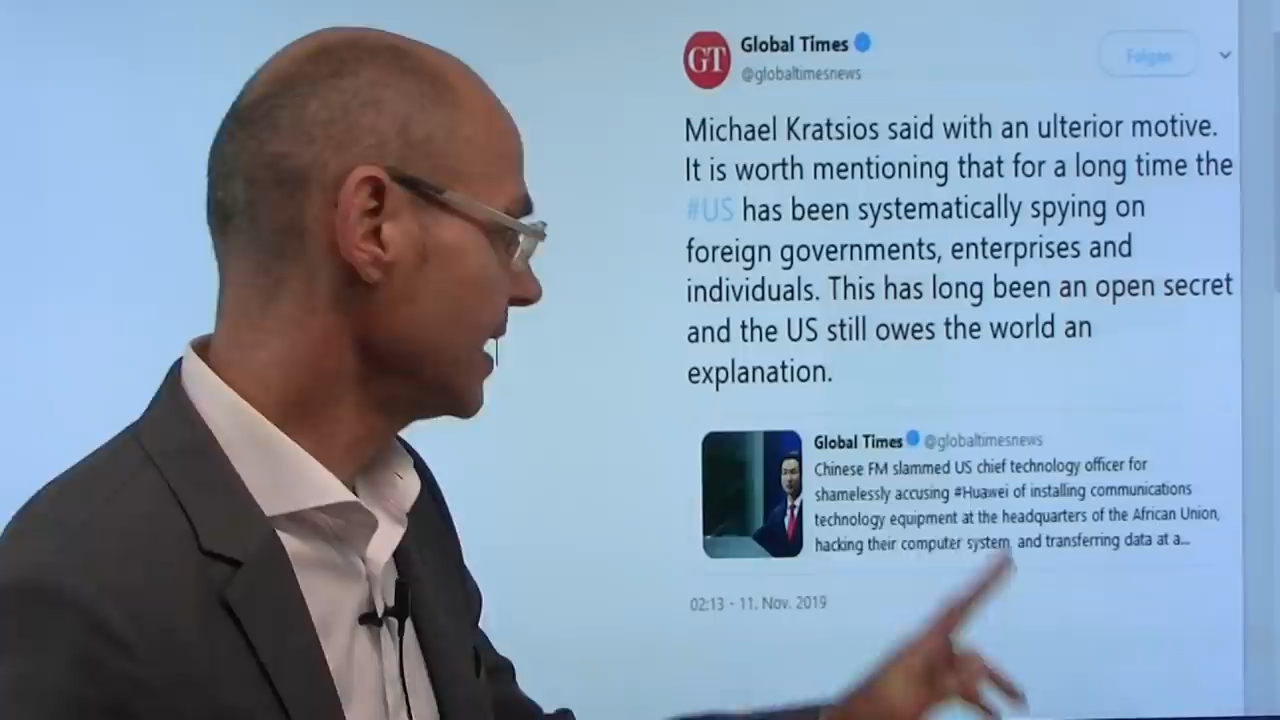 GT
Global Times
@globaltimesnews
Folgen
Michael Kratsios said with an ulterior motive.
It is worth mentioning that for a long time the
#US has been systematically spying on
foreign governments, enterprises and
individuals. This has long been an open secret
and the US still owes the world an
explanation.
Global Times @globaltimesnews
Chinese FM slammed US chief technology officer for
shamelessly accusing #Huawei of installing communications
technology equipment at the headquarters of the African Union,
hacking their computer system, and transferring data at a...
02:13 - 11. Nov. 2019